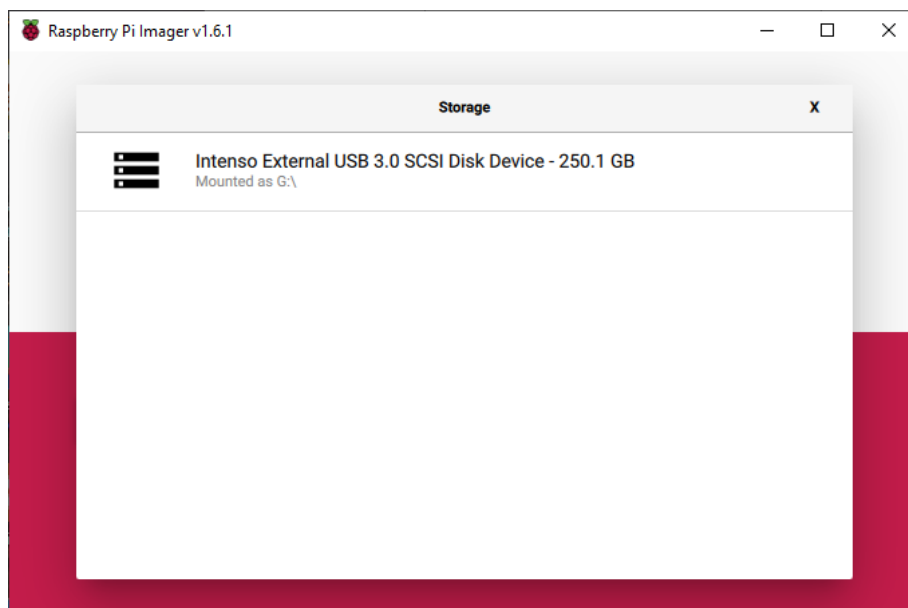 Raspberry Pi Imager v1.6.1
Storage
X
Intenso External USB 3.0 SCSI Disk Device - 250.1 GB
Mounted as G:\